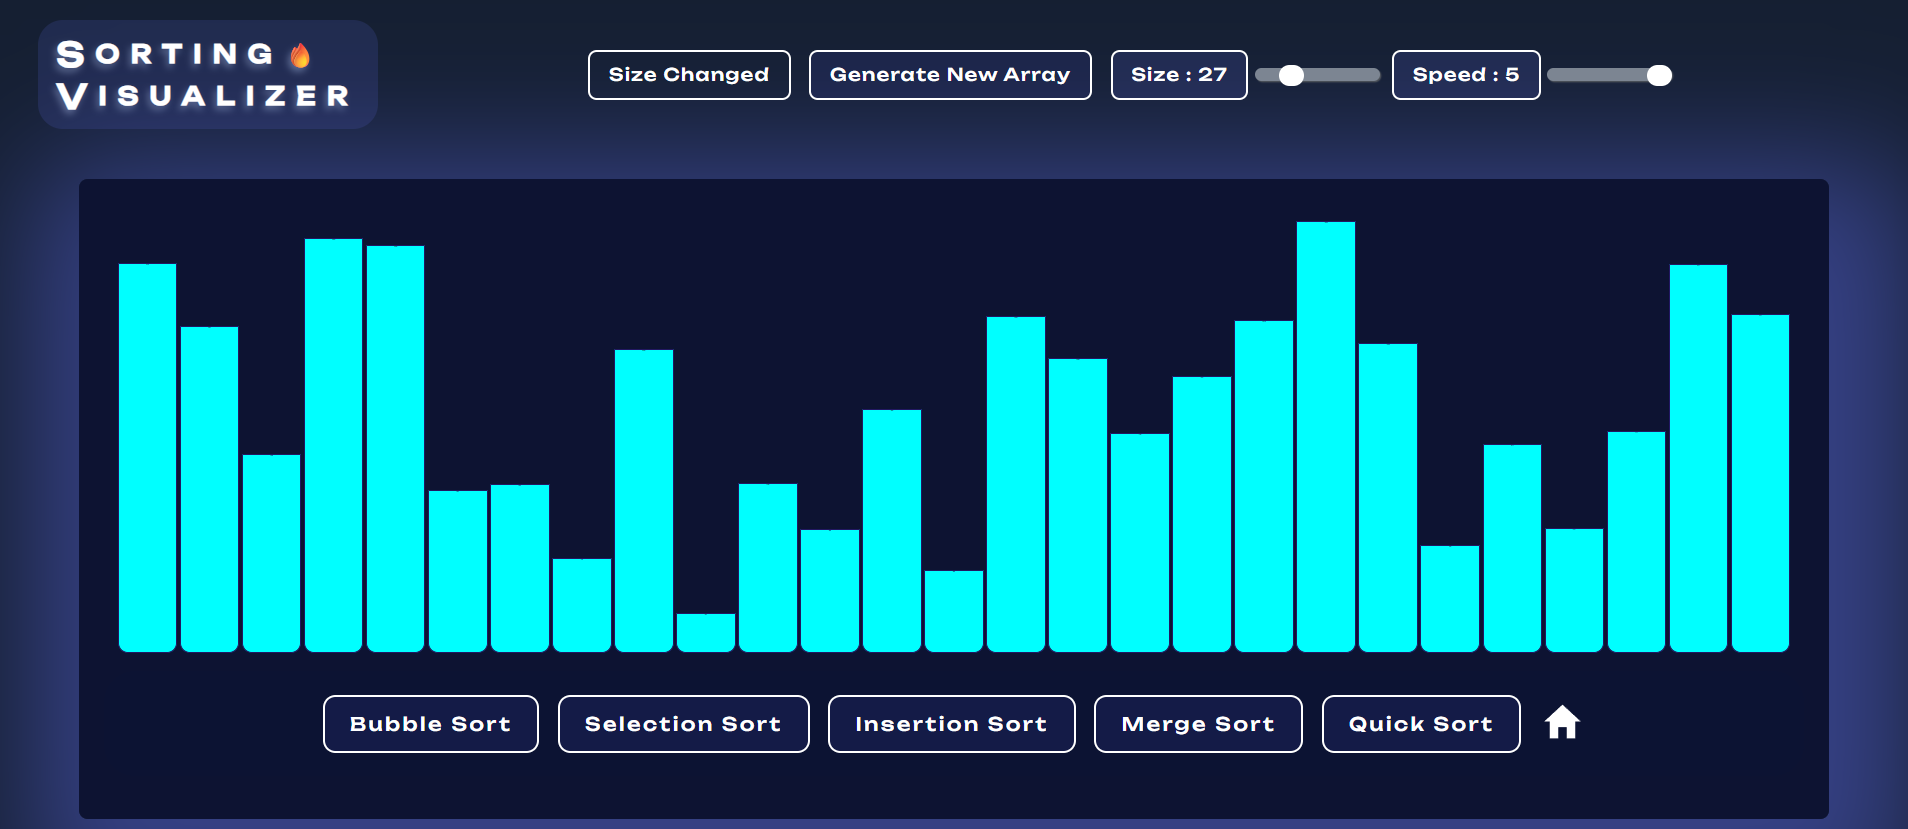 Sorting 🔥
Visualizer
Size Changed
Generate New Array
Size : 27
Speed : 5
Bubble Sort
Selection Sort
Insertion Sort
Merge Sort
Quick Sort